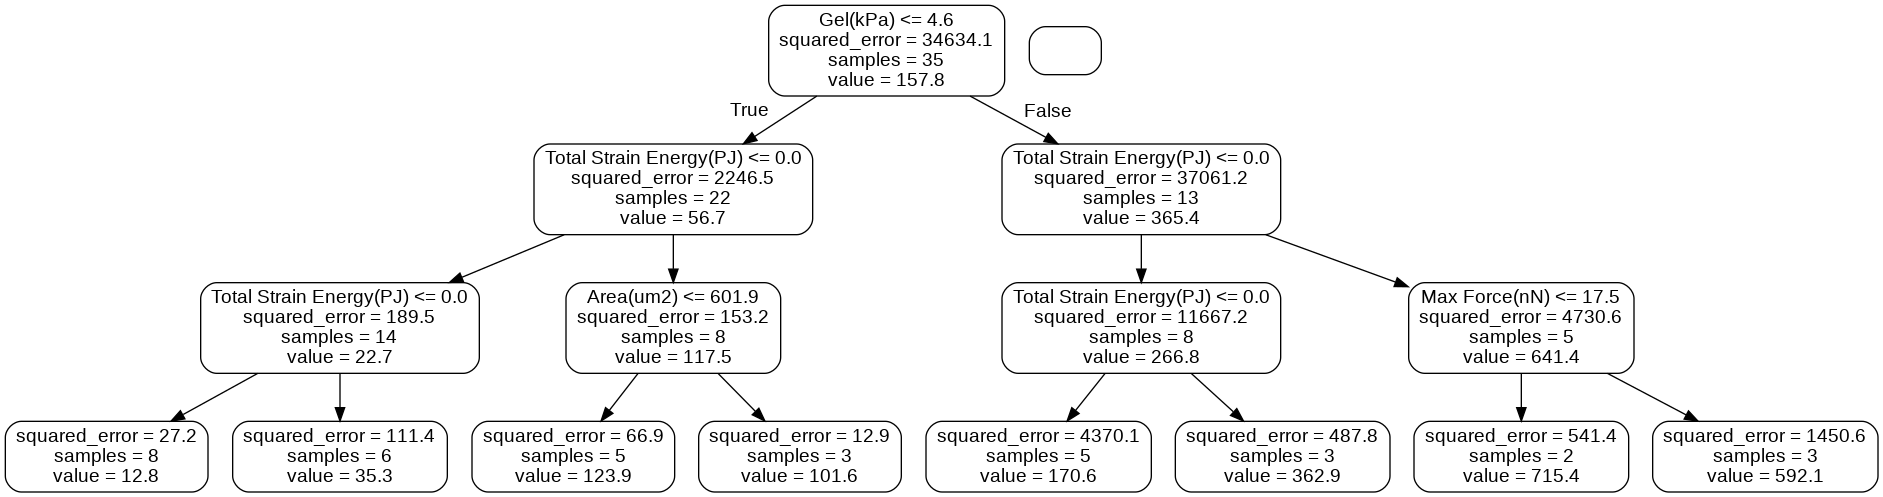 Gel(kPa) <= 4.6
squared_error = 34634.1
samples = 35
value = 157.8
True
False
Total Strain Energy(PJ) <= 0.0
squared_error = 2246.5
samples = 22
value = 56.7
Total Strain Energy(PJ) <= 0.0
squared_error = 37061.2
samples = 13
value = 365.4
Total Strain Energy(PJ) <= 0.0
squared_error = 189.5
samples = 14
value = 22.7
Area(um2) <= 601.9
squared_error = 153.2
samples = 8
value = 117.5
Total Strain Energy(PJ) <= 0.0
squared_error = 11667.2
samples = 8
value = 266.8
Max Force(nN) <= 17.5
squared_error = 4730.6
samples = 5
value = 641.4
squared_error = 27.2
samples = 8
value = 12.8
squared_error = 111.4
samples = 6
value = 35.3
squared_error = 66.9
samples = 5
value = 123.9
squared_error = 12.9
samples = 3
value = 101.6
squared_error = 4370.1
samples = 5
value = 170.6
squared_error = 487.8
samples = 3
value = 362.9
squared_error = 541.4
samples = 2
value = 715.4
squared_error = 1450.6
samples = 3
value = 592.1